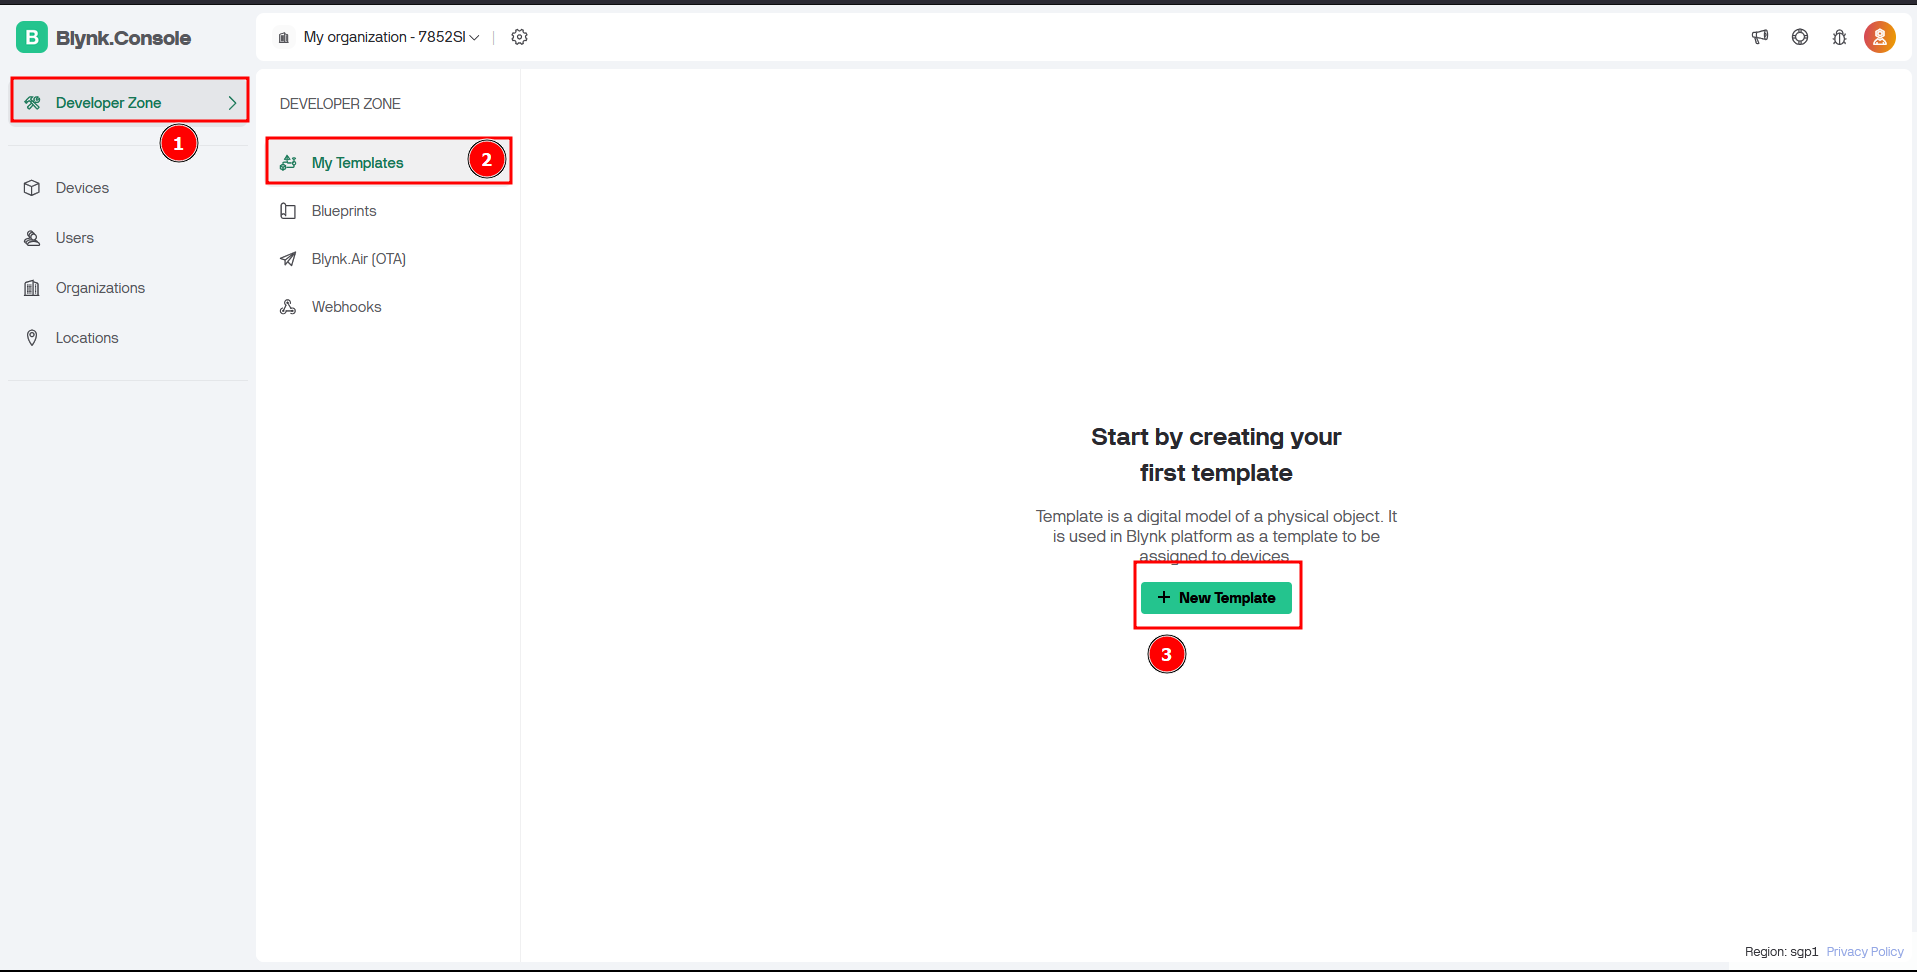 B Blynk.Console
My organization - 7852SI
Developer Zone
1
Devices
Users
Organizations
Locations
DEVELOPER ZONE
My Templates
2
Blueprints
Blynk.Air (OTA)
Webhooks
Start by creating your
first template
Template is a digital model of a physical object. It
is used in Blynk platform as a template to be
assigned to devices
+ New Template
3
Region: sgp1 Privacy Policy